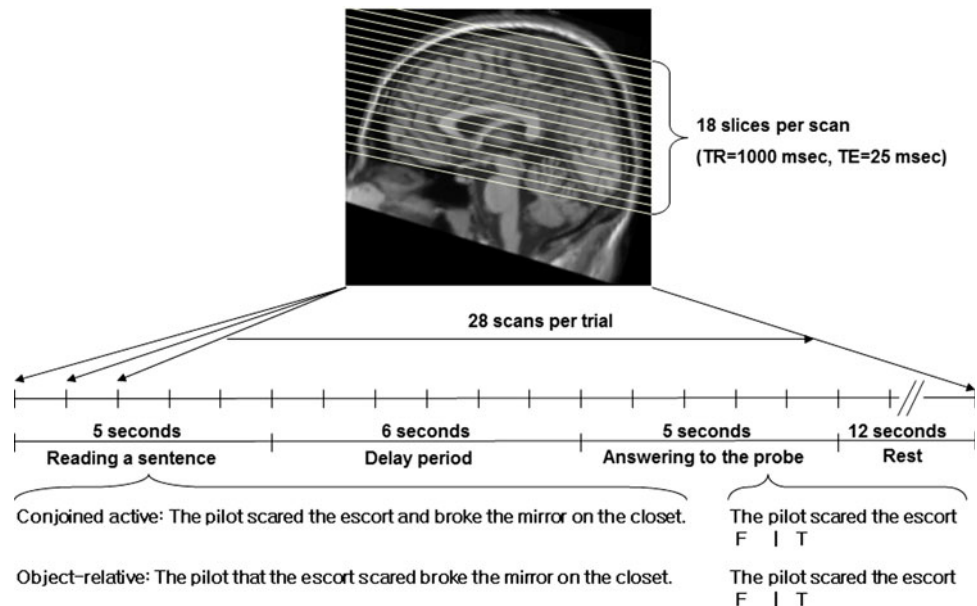 18 slices per scan
(TR=1000 msec, TE=25 msec)
28 scans per trial
5 seconds
6 seconds
5 seconds
12 seconds
Reading a sentence
Delay period
Answering to the probe
Rest
Conjoined active: The pilot scared the escort and broke the mirror on the closet.
The pilot scared the escort
F | T
Object-relative: The pilot that the escort scared broke the mirror on the closet.
The pilot scared the escort
F | T